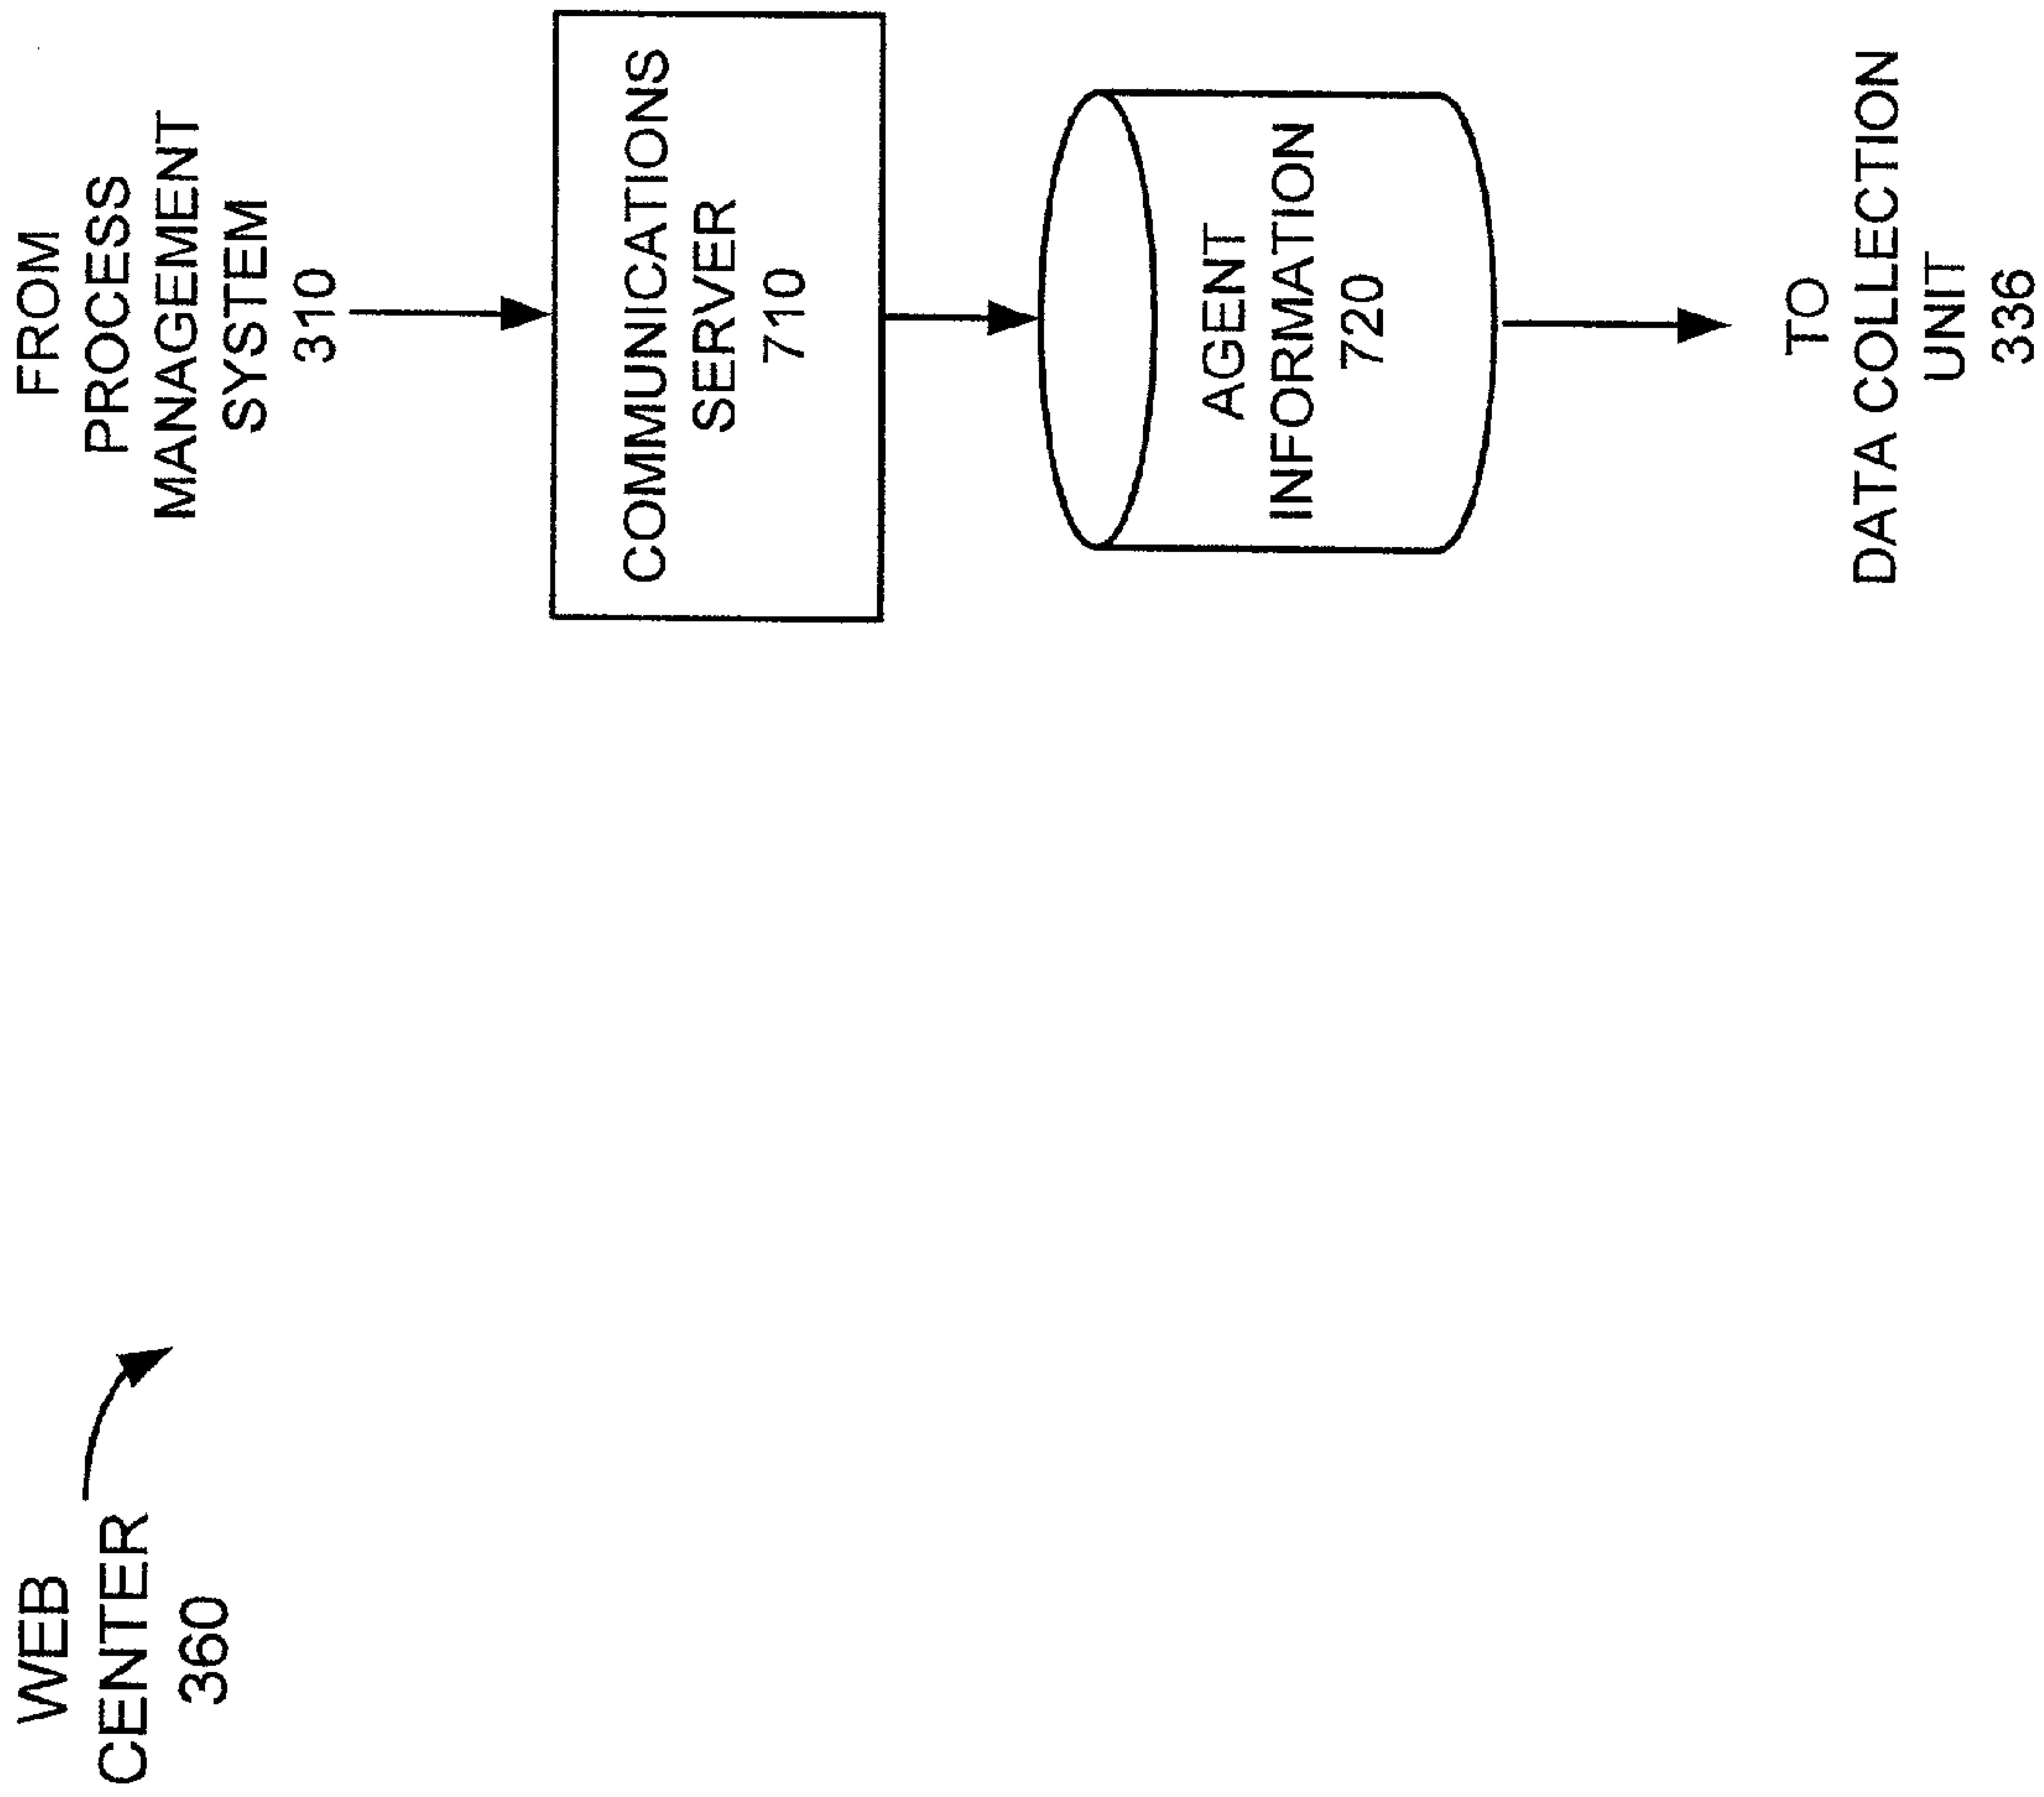 WEB
CENTER
360
FROM
PROCESS
MANAGEMENT
SYSTEM
310
COMMUNICATIONS
SERVER
710
AGENT
INFORMATION
720
TO
DATA COLLECTION
UNIT
336